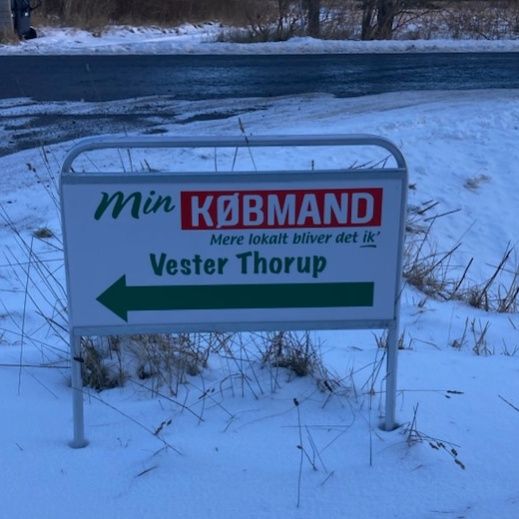 Min KØBMAND
Mere lokalt bliver det ik'
Vester Thorup